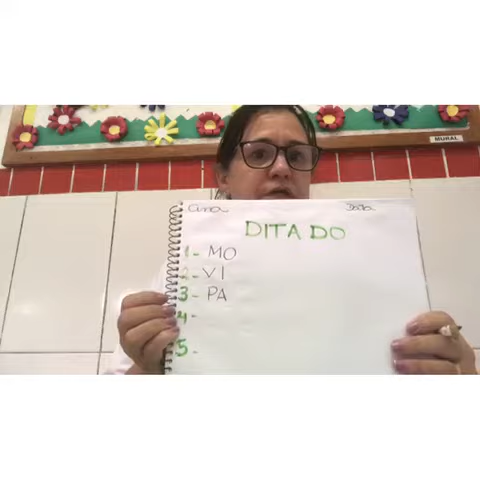 MURAL
DITADO
1- MO
2- VI
3- PA
4-
5-